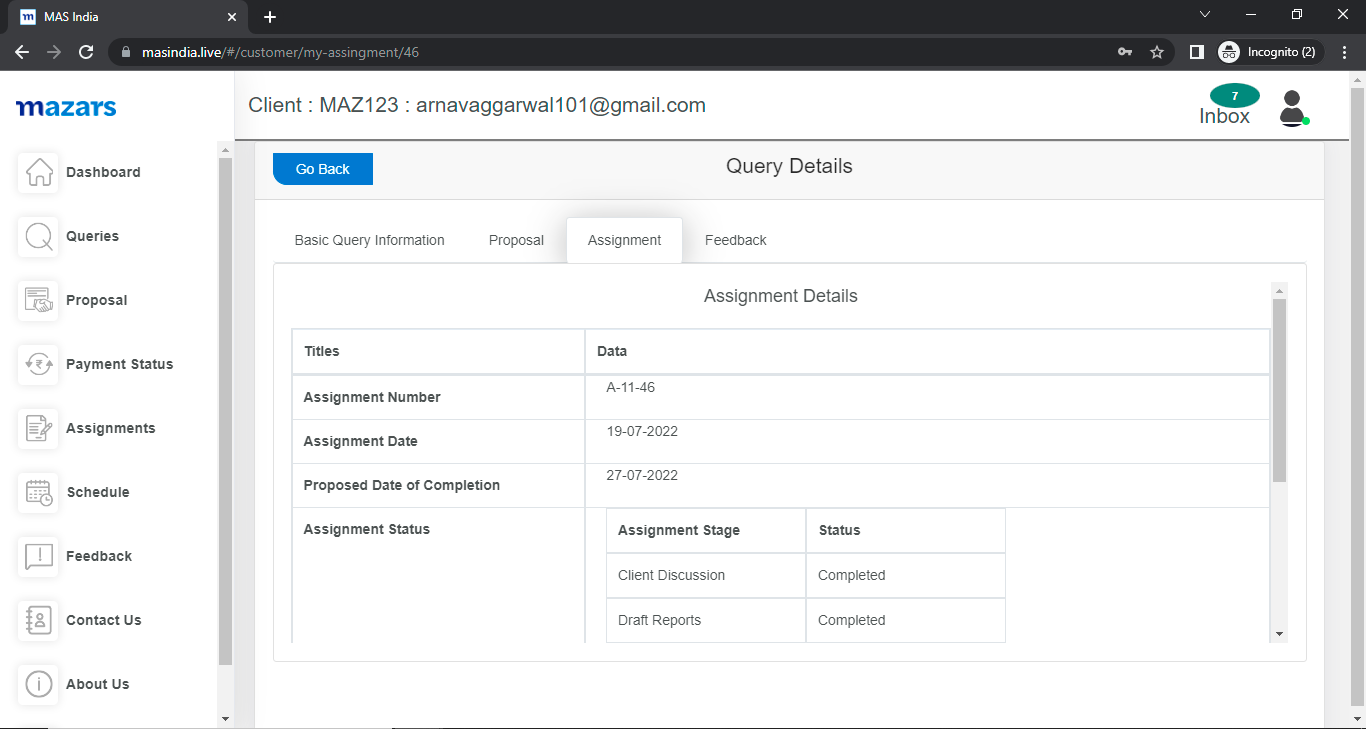 m MAS India
masindia.live/#/customer/my-assingment/46
Incognito (2)
mazars
Client : MAZ123 : arnavaggarwal101@gmail.com
7
Inbox
Dashboard
Queries
Proposal
Payment Status
Assignments
Schedule
Feedback
Contact Us
About Us
Go Back
Query Details
Basic Query Information Proposal Assignment Feedback
Assignment Details
Titles Data
Assignment Number A-11-46
Assignment Date 19-07-2022
Proposed Date of Completion 27-07-2022
Assignment Status
Assignment Stage Status
Client Discussion Completed
Draft Reports Completed